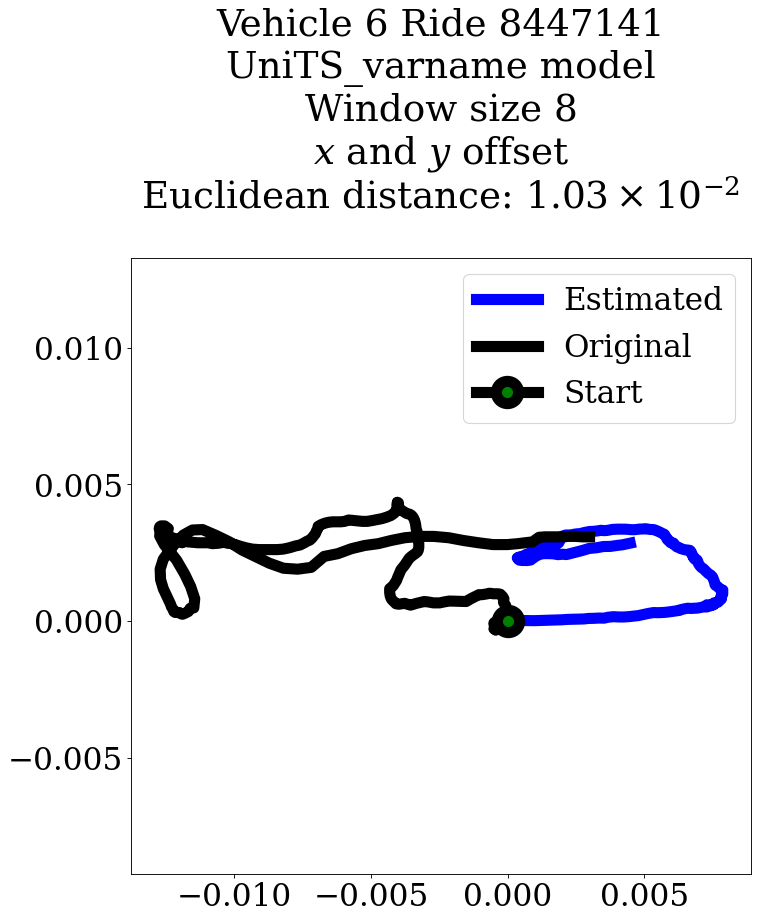 Vehicle 6 Ride 8447141
UniTS_varname model
Window size 8
x and y offset
Euclidean distance: 1.03 × 10⁻²
Estimated
Original
Start
0.010
0.005
0.000
−0.005
−0.010 −0.005 0.000 0.005